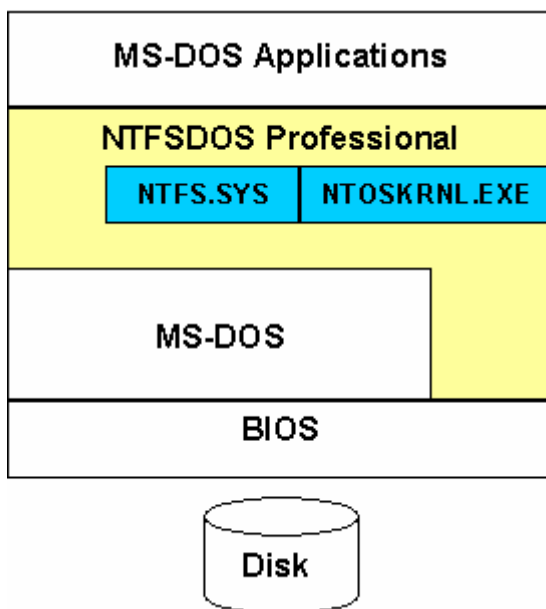 MS-DOS Applications
NTFSDOS Professional
NTFS.SYS NTOSKRNL.EXE
MS-DOS
BIOS
Disk